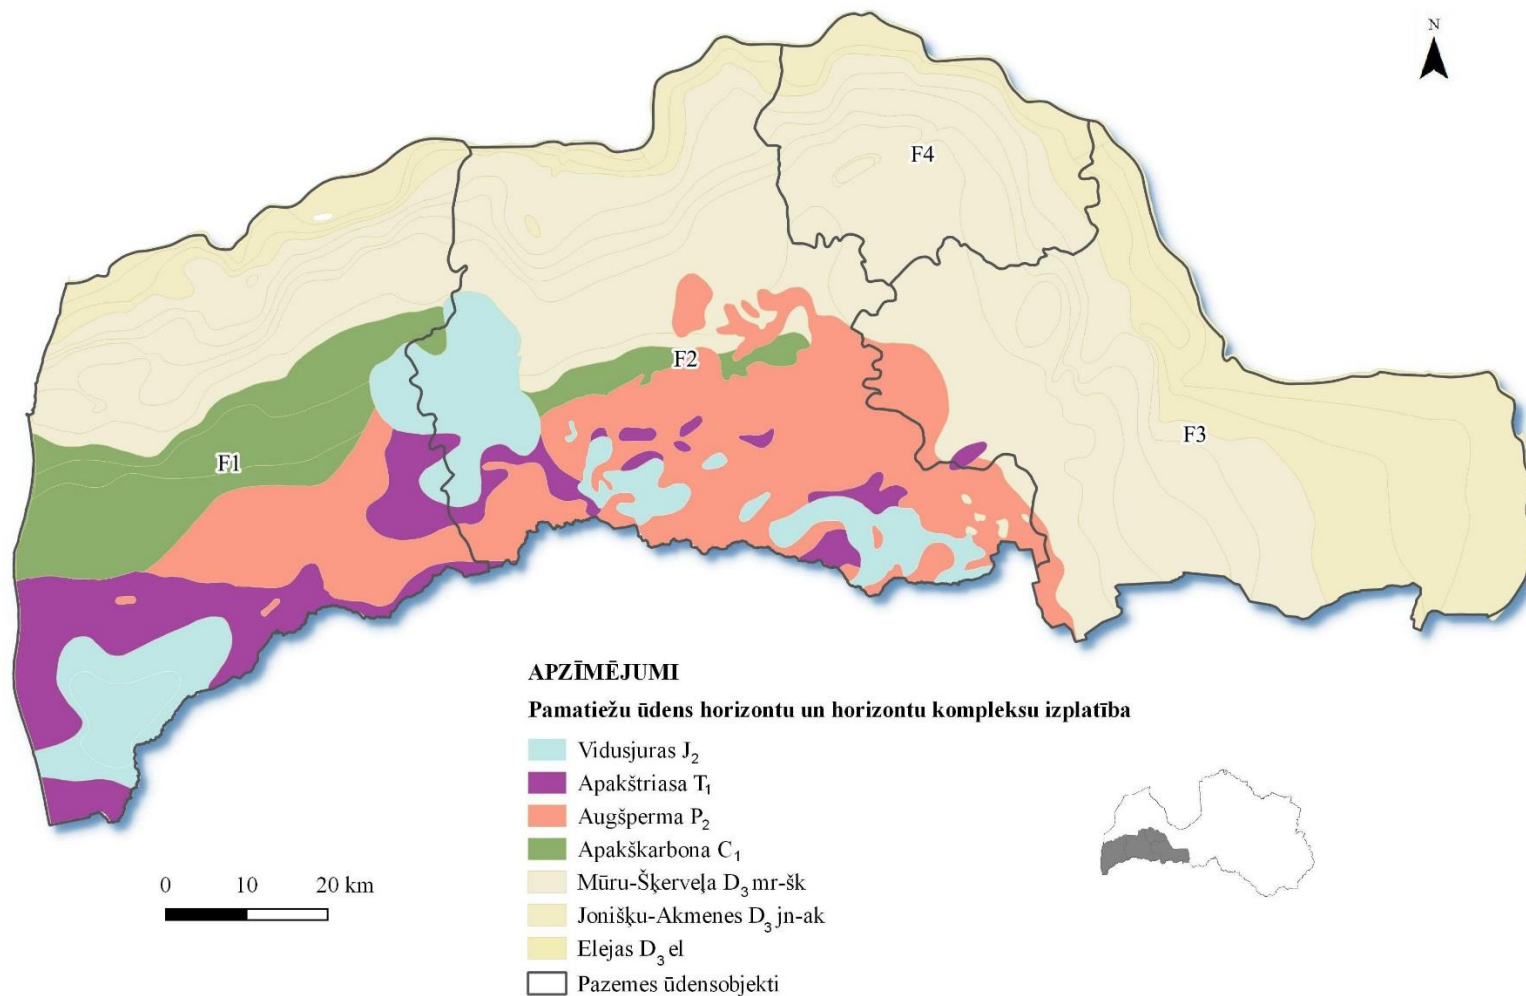 N
F4
F2
F3
F1
APZĪMĒJUMI
Pamatiežu ūdens horizontu un horizontu kompleksu izplatība
Vidusjuras J₂
Apakštriasa T₁
Augšperma P₂
Apakškarbona C₁
Mūru-Šķerveļa D₃ mr-šk
Jonišķu-Akmenes D₃ jn-ak
Elejas D₃ el
Pazemes ūdensobjekti
0 10 20 km